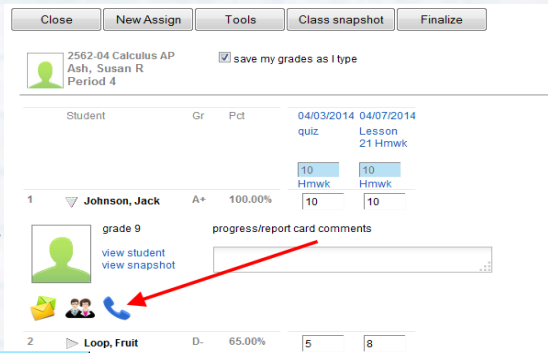 Close New Assign Tools Class snapshot Finalize
2562-04 Calculus AP
Ash, Susan R
Period 4
save my grades as I type
Student Gr Pct 04/03/2014 04/07/2014
quiz Lesson
21 Hmwk
10 10
Hmwk Hmwk
1 Johnson, Jack A+ 100.00% 10 10
grade 9 progress/report card comments
view student
view snapshot
2 Loop, Fruit D- 65.00% 5 8